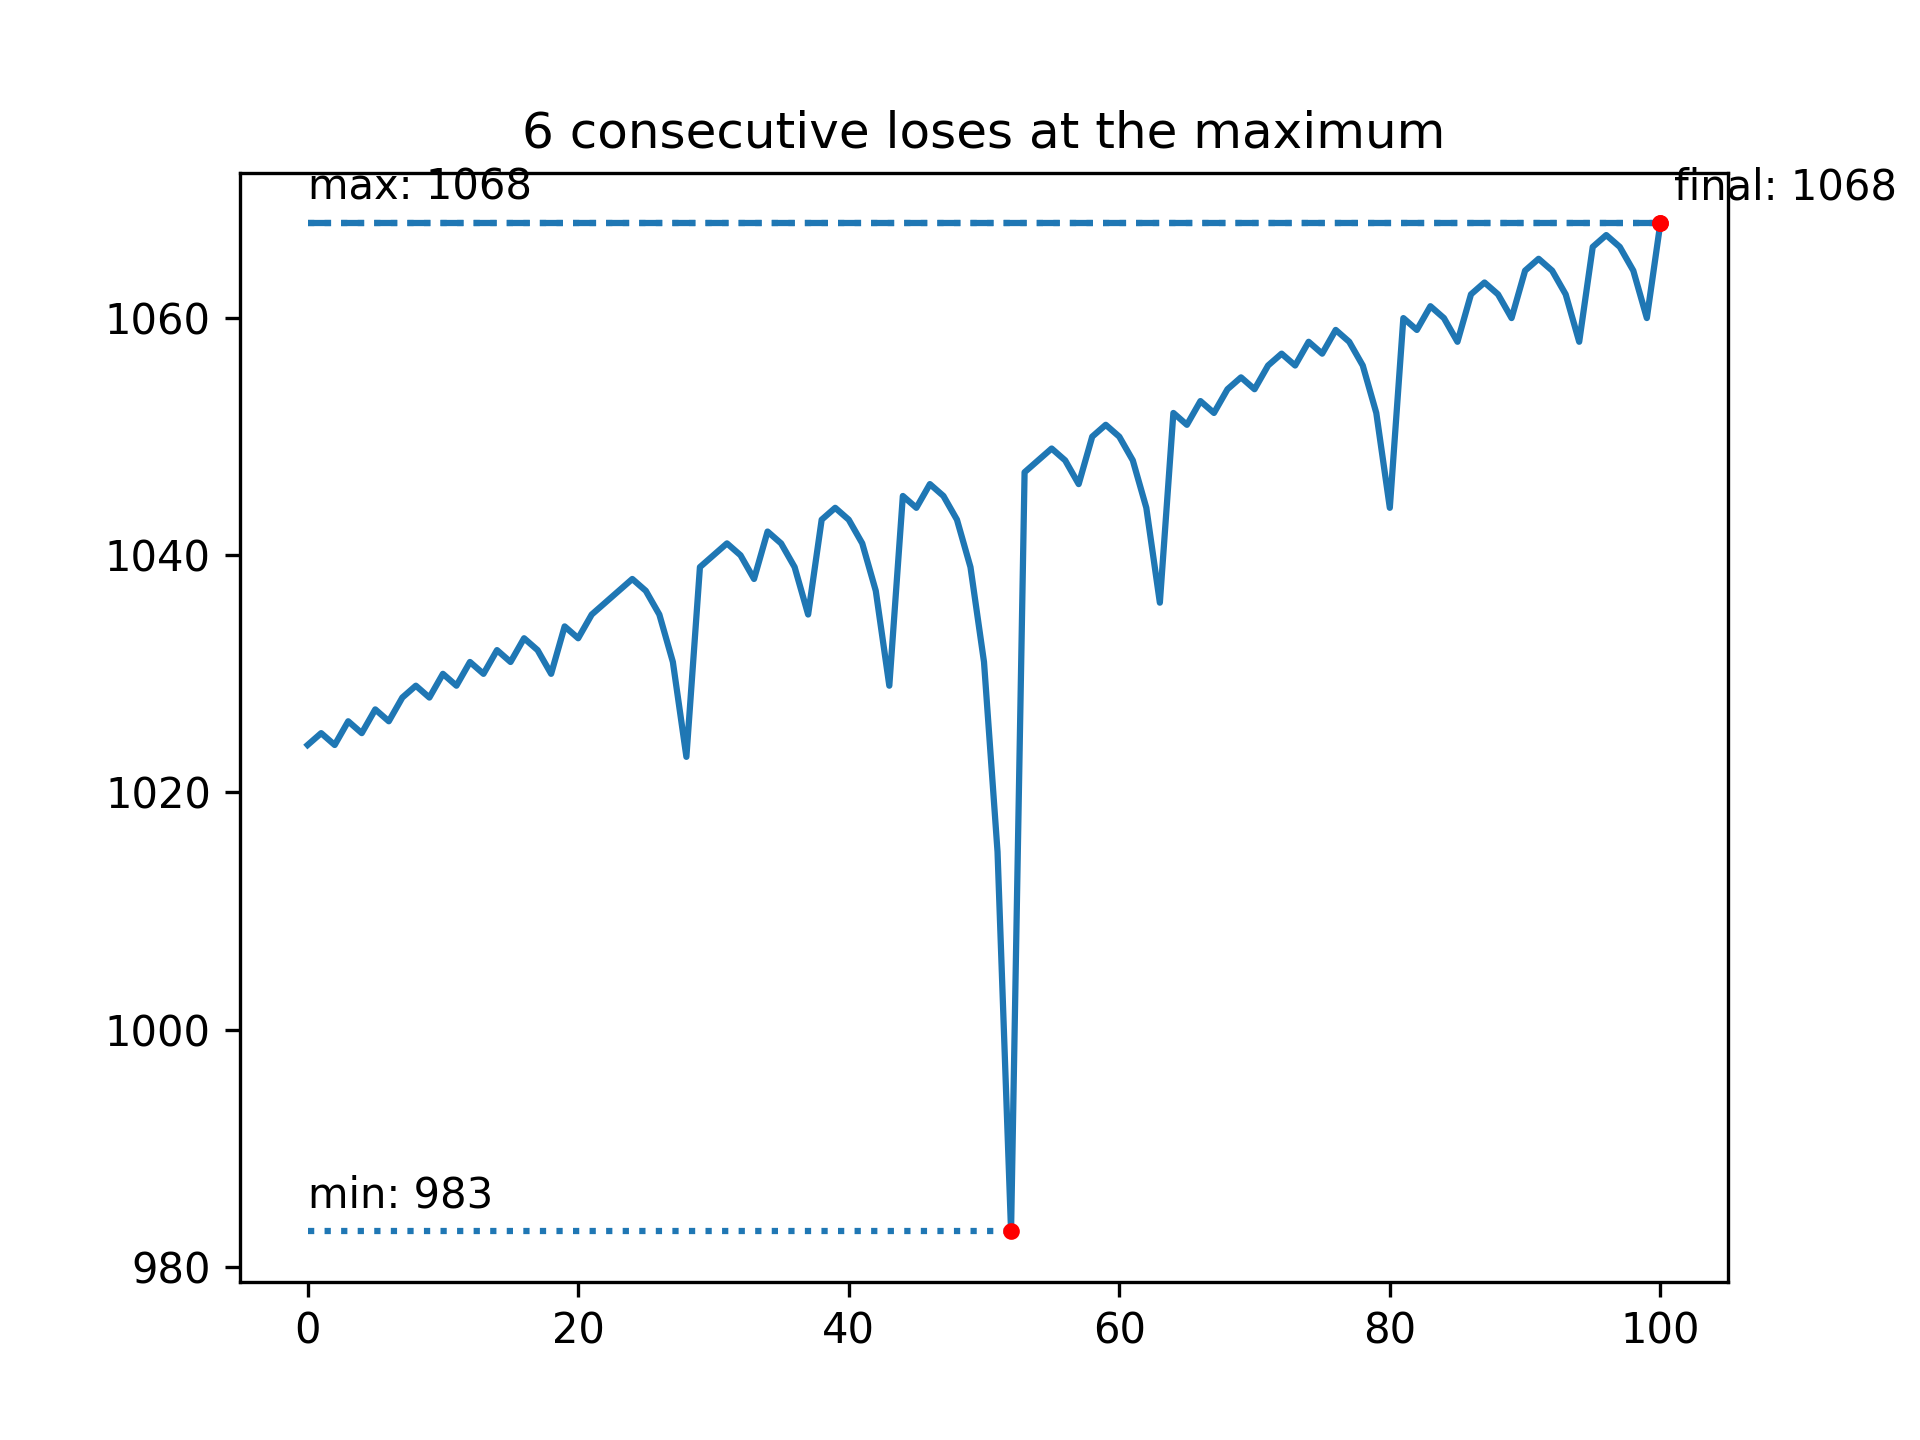 6 consecutive loses at the maximum
max: 1068
final: 1068
1060
1040
1020
1000
min: 983
980
0 20 40 60 80 100